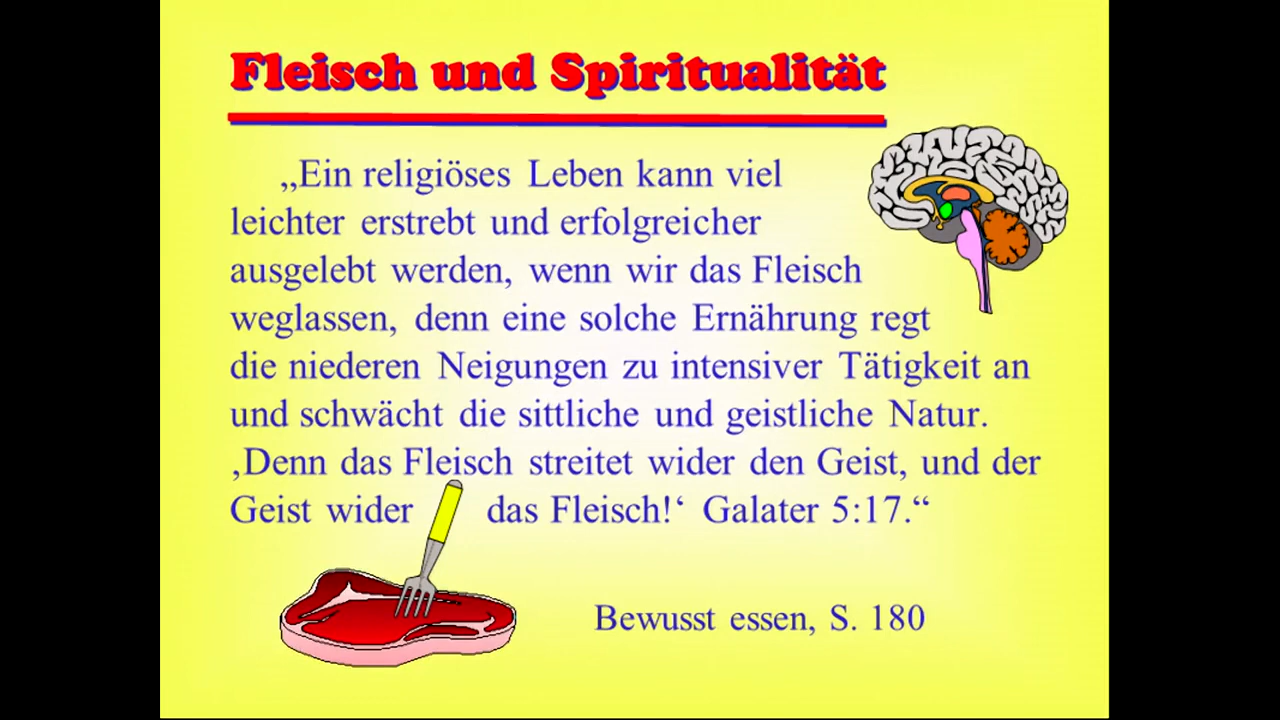 Fleisch und Spiritualität
„Ein religiöses Leben kann viel
leichter erstrebt und erfolgreicher
ausgelebt werden, wenn wir das Fleisch
weglassen, denn eine solche Ernährung regt
die niederen Neigungen zu intensiver Tätigkeit an
und schwächt die sittliche und geistliche Natur.
‚Denn das Fleisch streitet wider den Geist, und der
Geist wider das Fleisch!‘ Galater 5:17.“
Bewusst essen, S. 180